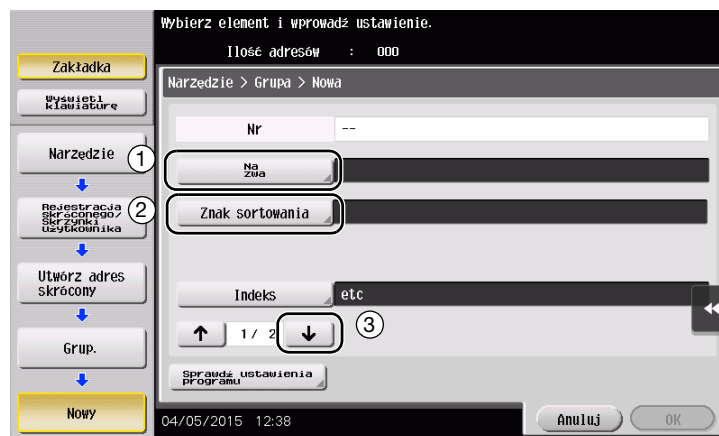 Wybierz element i wprowadź ustawienie.
Ilość adresów : 000
Zakładka
Wyświetl
klawiaturę
Narzędzie > Grupa > Nowa
Nr --
Narzędzie
1
Na
zwa
Rejestracja
skróconego/
Skrzynki
użytkownika
2
Znak sortowania
Utwórz adres
skrócony
Indeks etc
1/ 2
3
Grup.
Sprawdź ustawienia
programu
Nowy
04/05/2015 12:38
Anuluj
OK